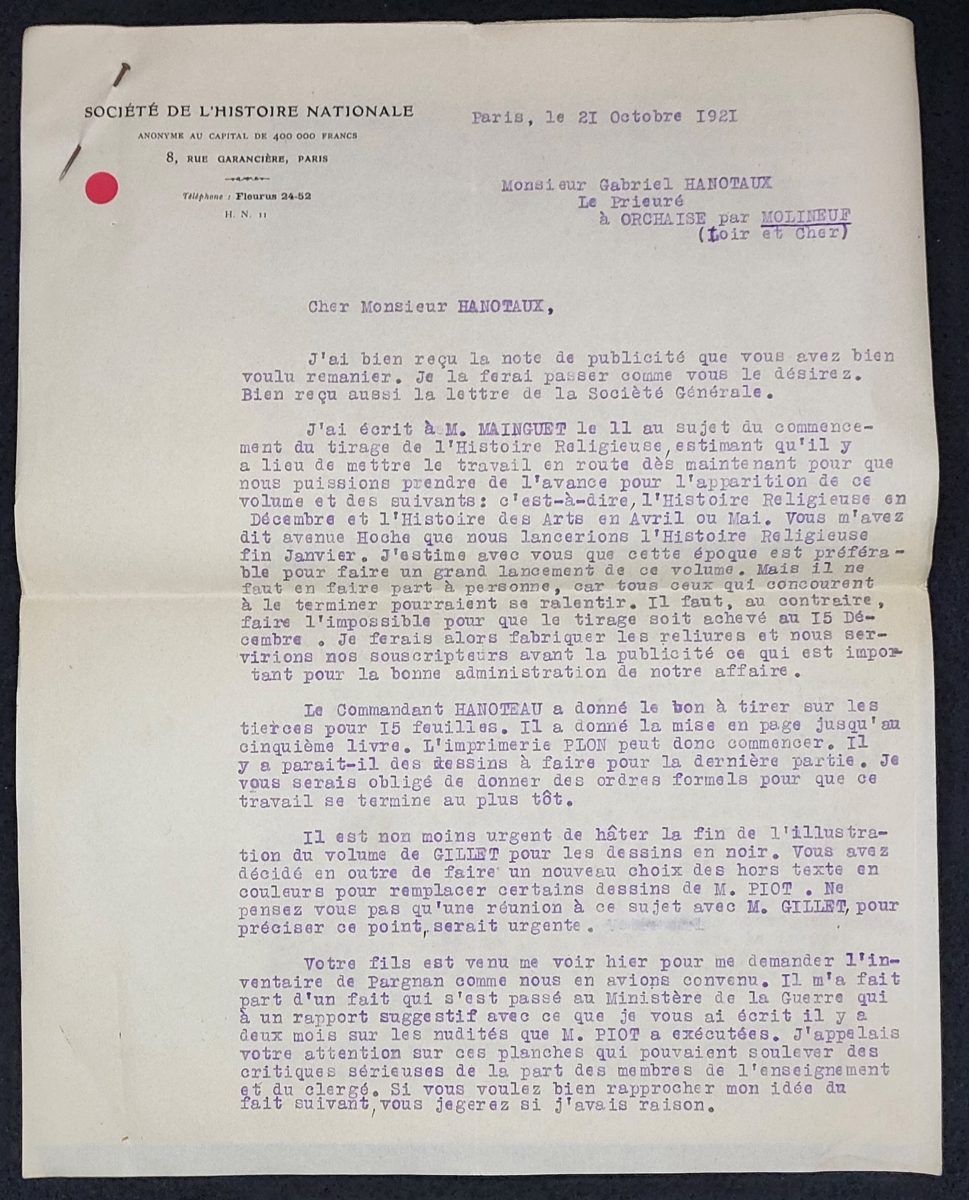 SOCIÉTÉ DE L'HISTOIRE NATIONALE
ANONYME AU CAPITAL DE 400 000 FRANCS
8, RUE GARANCIÈRE, PARIS
Téléphone : Fleurus 24-52
H. N. 11
Paris, le 2I Octobre I92I
Monsieur Gabriel HANOTAUX
Le Prieuré
à ORCHAISE par MOLINEUF
(Loir et Cher)
Cher Monsieur HANOTAUX,
J'ai bien reçu la note de publicité que vous avez bien
voulu remanier. Je la ferai passer comme vous le désirez.
Bien reçu aussi la lettre de la Socièté Générale.
J'ai écrit à M. MAINGUET le 11 au sujet du commence-
ment du tirage de l'Histoire Religieuse, estimant qu'il y
a lieu de mettre le travail en route dès maintenant pour que
nous puissions prendre de l'avance pour l'apparition de ce
volume et des suivants: c'est-à-dire, l'Histoire Religieuse en
Décembre et l'Histoire des Arts en Avril ou Mai. Vous m'avez
dit avenue Hoche que nous lancerions l'Histoire Religieuse
fin Janvier. J'estime avec vous que cette époque est préféra-
ble pour faire un grand lancement de ce volume. Mais il ne
faut en faire part à personne, car tous ceux qui concourent
à le terminer pourraient se ralentir. Il faut, au contraire,
faire l'impossible pour que le tirage soit achevé au I5 Dé-
cembre . Je ferais alors fabriquer les reliures et nous ser-
virions nos souscripteurs avant la publicité ce qui est impor-
tant pour la bonne administration de notre affaire.
Le Commandant HANOTEAU a donné le bon à tirer sur les
tierces pour I5 feuilles. Il a donné la mise en page jusqu'au
cinquième livre. L'imprimerie PLON peut donc commencer. Il
y a parait-il des dessins à faire pour la dernière partie. Je
vous serais obligé de donner des ordres formels pour que ce
travail se termine au plus tôt.
Il est non moins urgent de hâter la fin de l'illustra-
tion du volume de GILLET pour les dessins en noir. Vous avez
décidé en outre de faire un nouveau choix des hors texte en
couleurs pour remplacer certains dessins de M. PIOT . Ne
pensez vous pas qu'une réunion à ce sujet avec M. GILLET, pour
préciser ce point, serait urgente .
Votre fils est venu me voir hier pour me demander l'in-
ventaire de Pargnan comme nous en avions convenu. Il m'a fait
part d'un fait qui s'est passé au Ministère de la Guerre qui
à un rapport suggestif avec ce que je vous ai écrit il y a
deux mois sur les nudités que M. PIOT a exécutées. J'appelais
votre attention sur ces planches qui pouvaient soulever des
critiques sérieuses de la part des membres de l'enseignement
et du clergé. Si vous voulez bien rapprocher mon idée du
fait suivant, vous jegerez si j'avais raison.